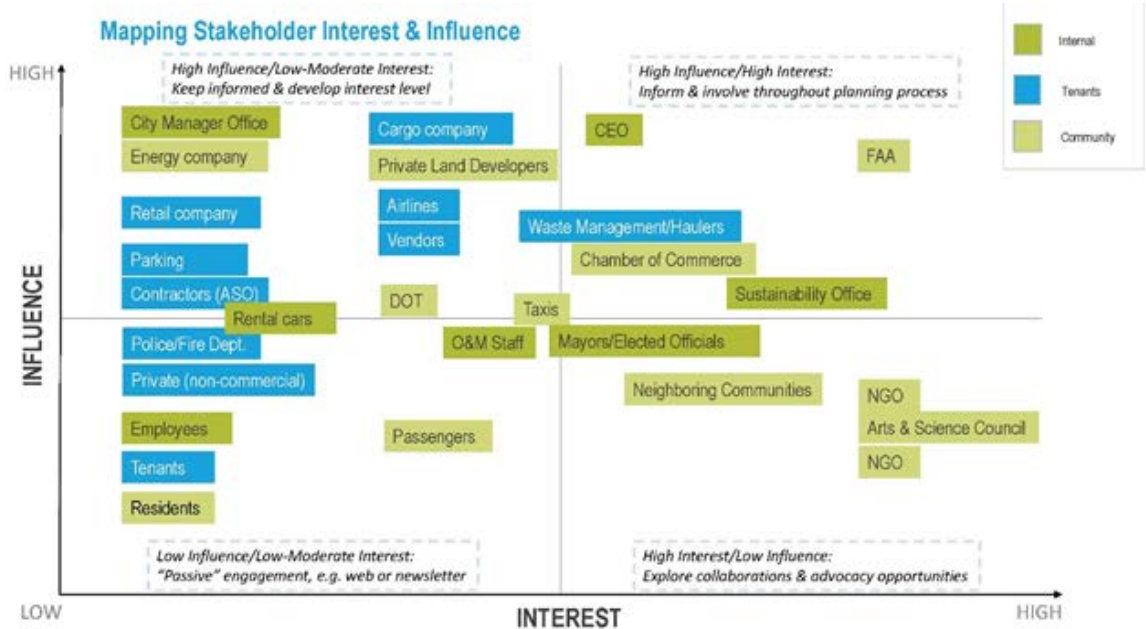 Mapping Stakeholder Interest & Influence
Internal
Tenants
Community
HIGH
High Influence/Low-Moderate Interest:
Keep informed & develop interest level
High Influence/High Interest:
Inform & involve throughout planning process
City Manager Office
Cargo company
CEO
Energy company
Private Land Developers
FAA
Retail company
Airlines
Vendors
Waste Management/Haulers
Parking
Chamber of Commerce
Contractors (ASO)
DOT
Taxis
Sustainability Office
Rental cars
INFLUENCE
Police/Fire Dept.
O&M Staff
Mayors/Elected Officials
Private (non-commercial)
Neighboring Communities
NGO
Employees
Passengers
Arts & Science Council
Tenants
NGO
Residents
Low Influence/Low-Moderate Interest:
“Passive” engagement, e.g. web or newsletter
High Interest/Low Influence:
Explore collaborations & advocacy opportunities
LOW
INTEREST
HIGH